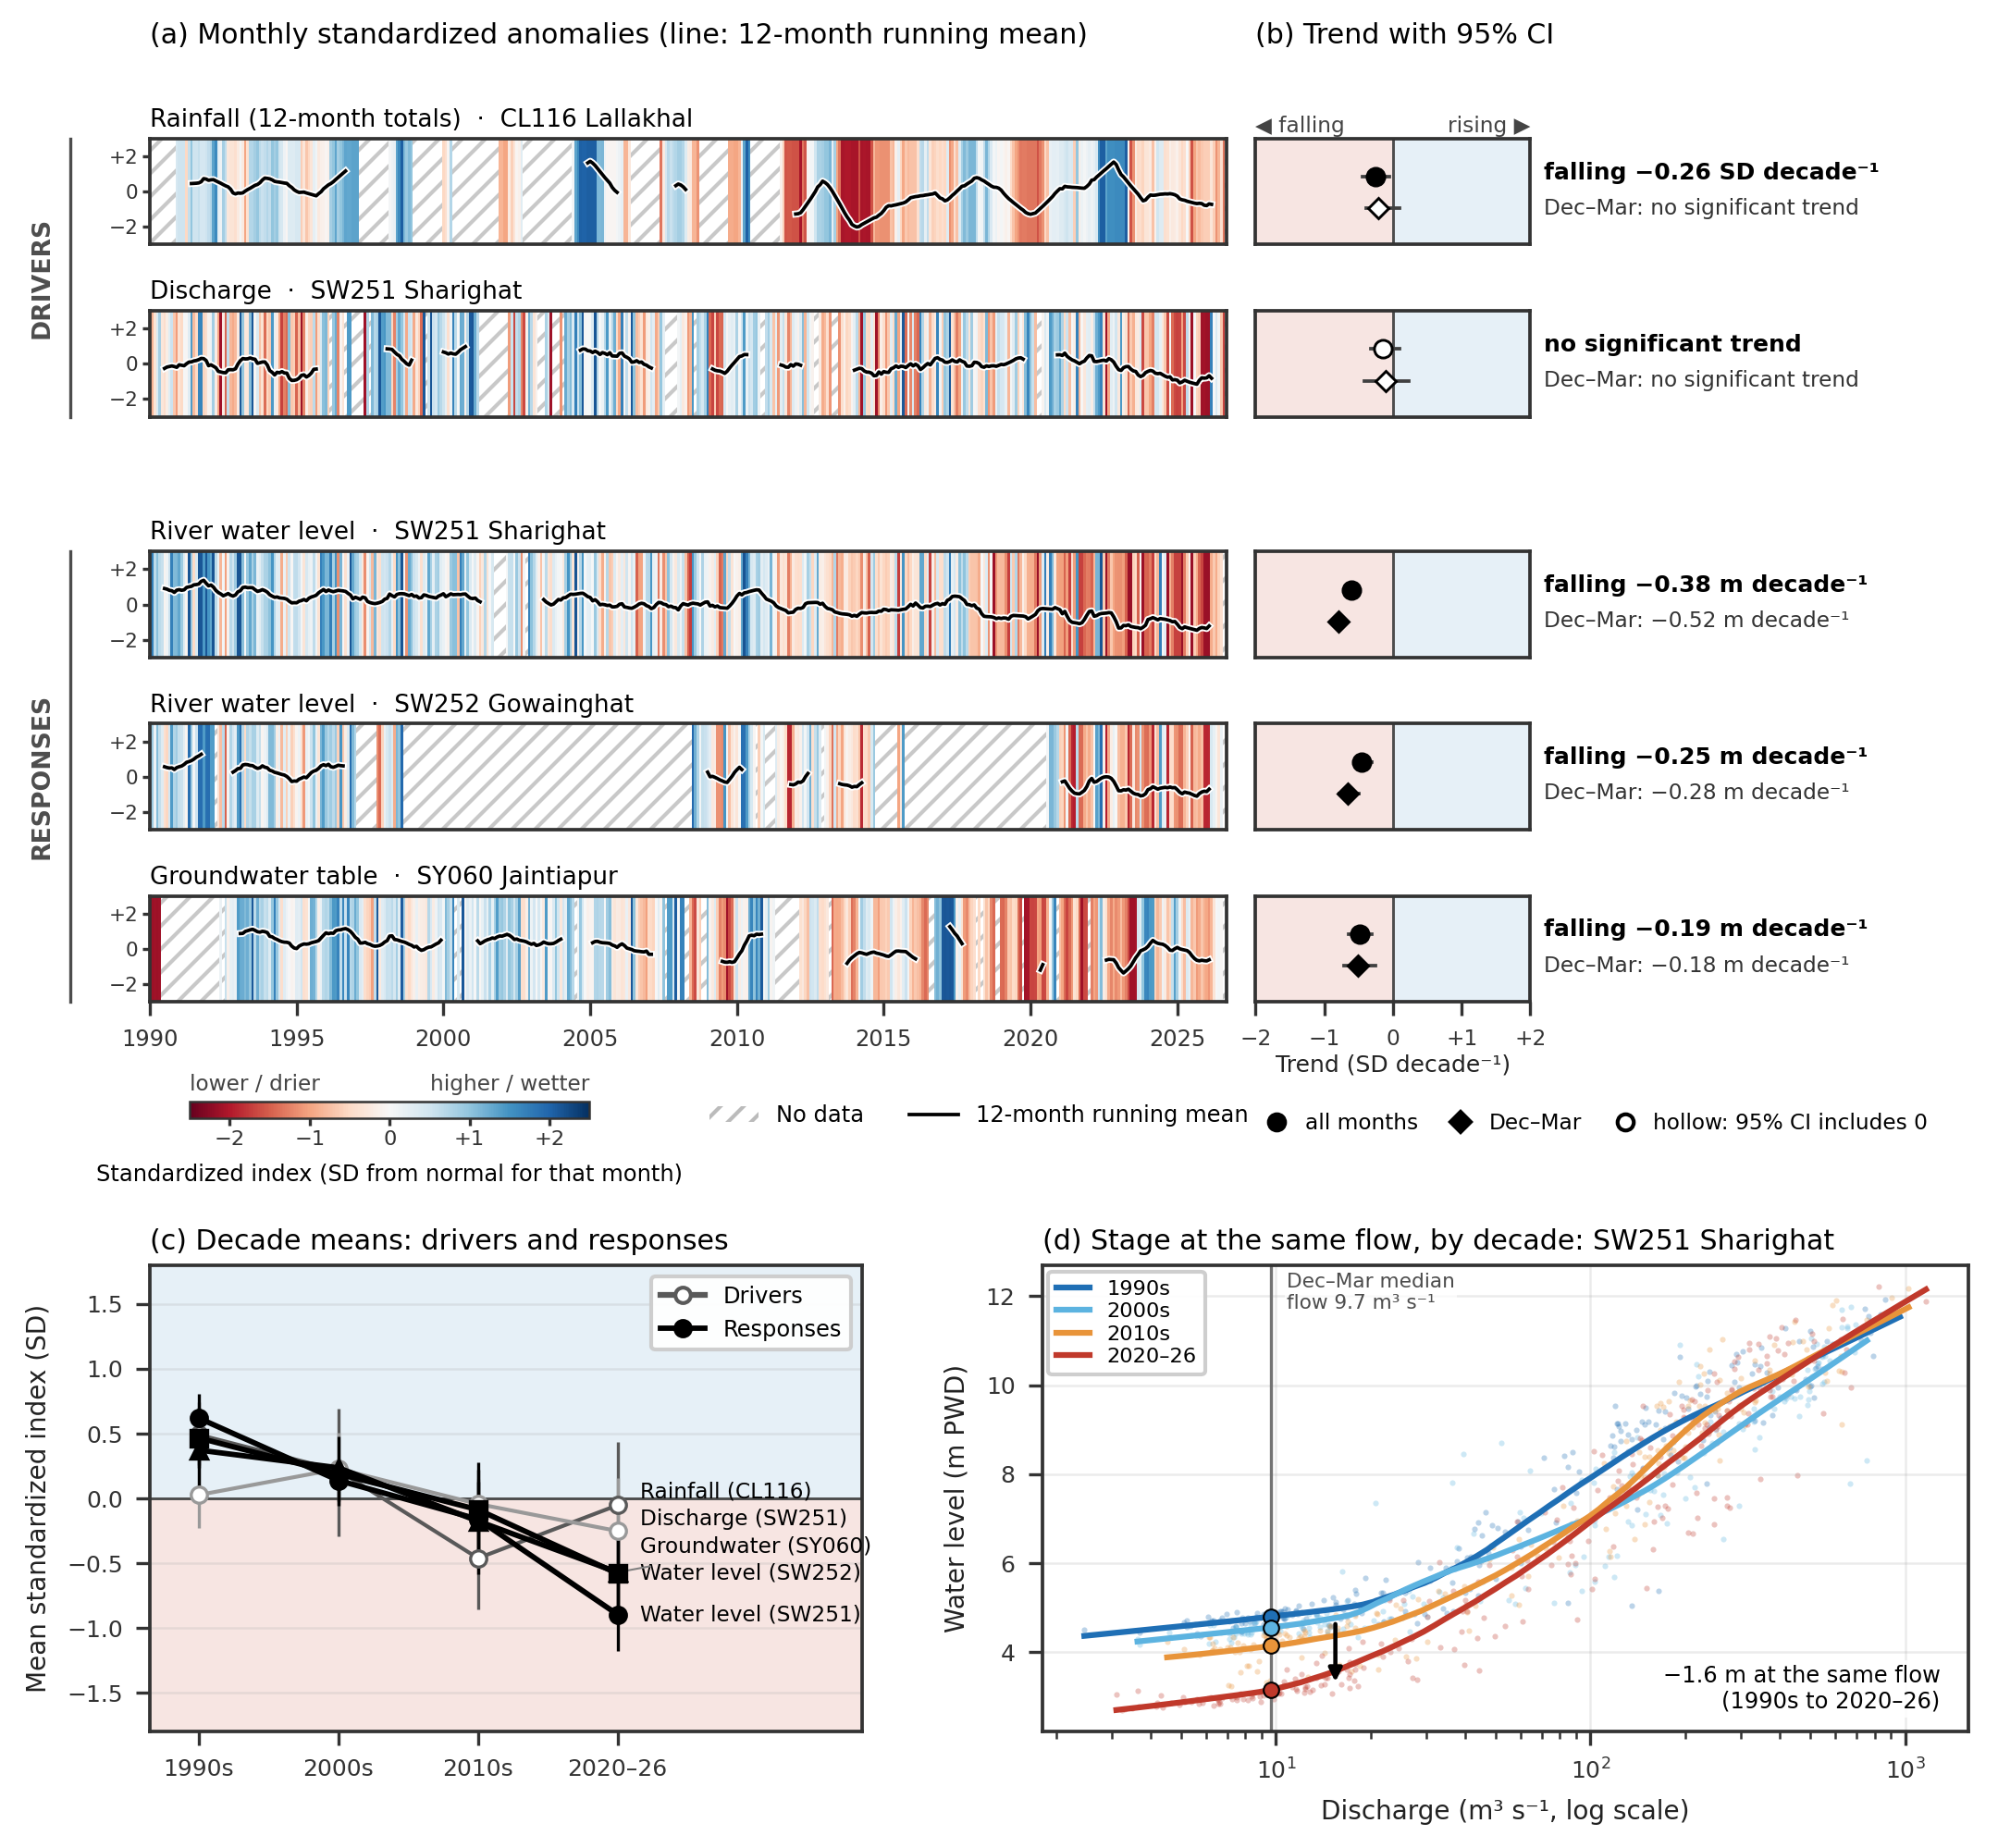 (a) Monthly standardized anomalies (line: 12-month running mean)
(b) Trend with 95% CI
DRIVERS
Rainfall (12-month totals) · CL116 Lallakhal
+2
0
−2
◀ falling
rising ▶
falling −0.26 SD decade⁻¹
Dec–Mar: no significant trend
Discharge · SW251 Sharighat
+2
0
−2
no significant trend
Dec–Mar: no significant trend
RESPONSES
River water level · SW251 Sharighat
+2
0
−2
falling −0.38 m decade⁻¹
Dec–Mar: −0.52 m decade⁻¹
River water level · SW252 Gowainghat
+2
0
−2
falling −0.25 m decade⁻¹
Dec–Mar: −0.28 m decade⁻¹
Groundwater table · SY060 Jaintiapur
+2
0
−2
falling −0.19 m decade⁻¹
Dec–Mar: −0.18 m decade⁻¹
1990 1995 2000 2005 2010 2015 2020 2025
−2 −1 0 +1 +2
Trend (SD decade⁻¹)
lower / drier
higher / wetter
−2 −1 0 +1 +2
Standardized index (SD from normal for that month)
No data
12-month running mean
all months
Dec–Mar
hollow: 95% CI includes 0
(c) Decade means: drivers and responses
Mean standardized index (SD)
1.5
1.0
0.5
0.0
−0.5
−1.0
−1.5
Drivers
Responses
Rainfall (CL116)
Discharge (SW251)
Groundwater (SY060)
Water level (SW252)
Water level (SW251)
1990s 2000s 2010s 2020–26
(d) Stage at the same flow, by decade: SW251 Sharighat
Water level (m PWD)
12
10
8
6
4
1990s
2000s
2010s
2020–26
Dec–Mar median
flow 9.7 m³ s⁻¹
−1.6 m at the same flow
(1990s to 2020–26)
10¹ 10² 10³
Discharge (m³ s⁻¹, log scale)